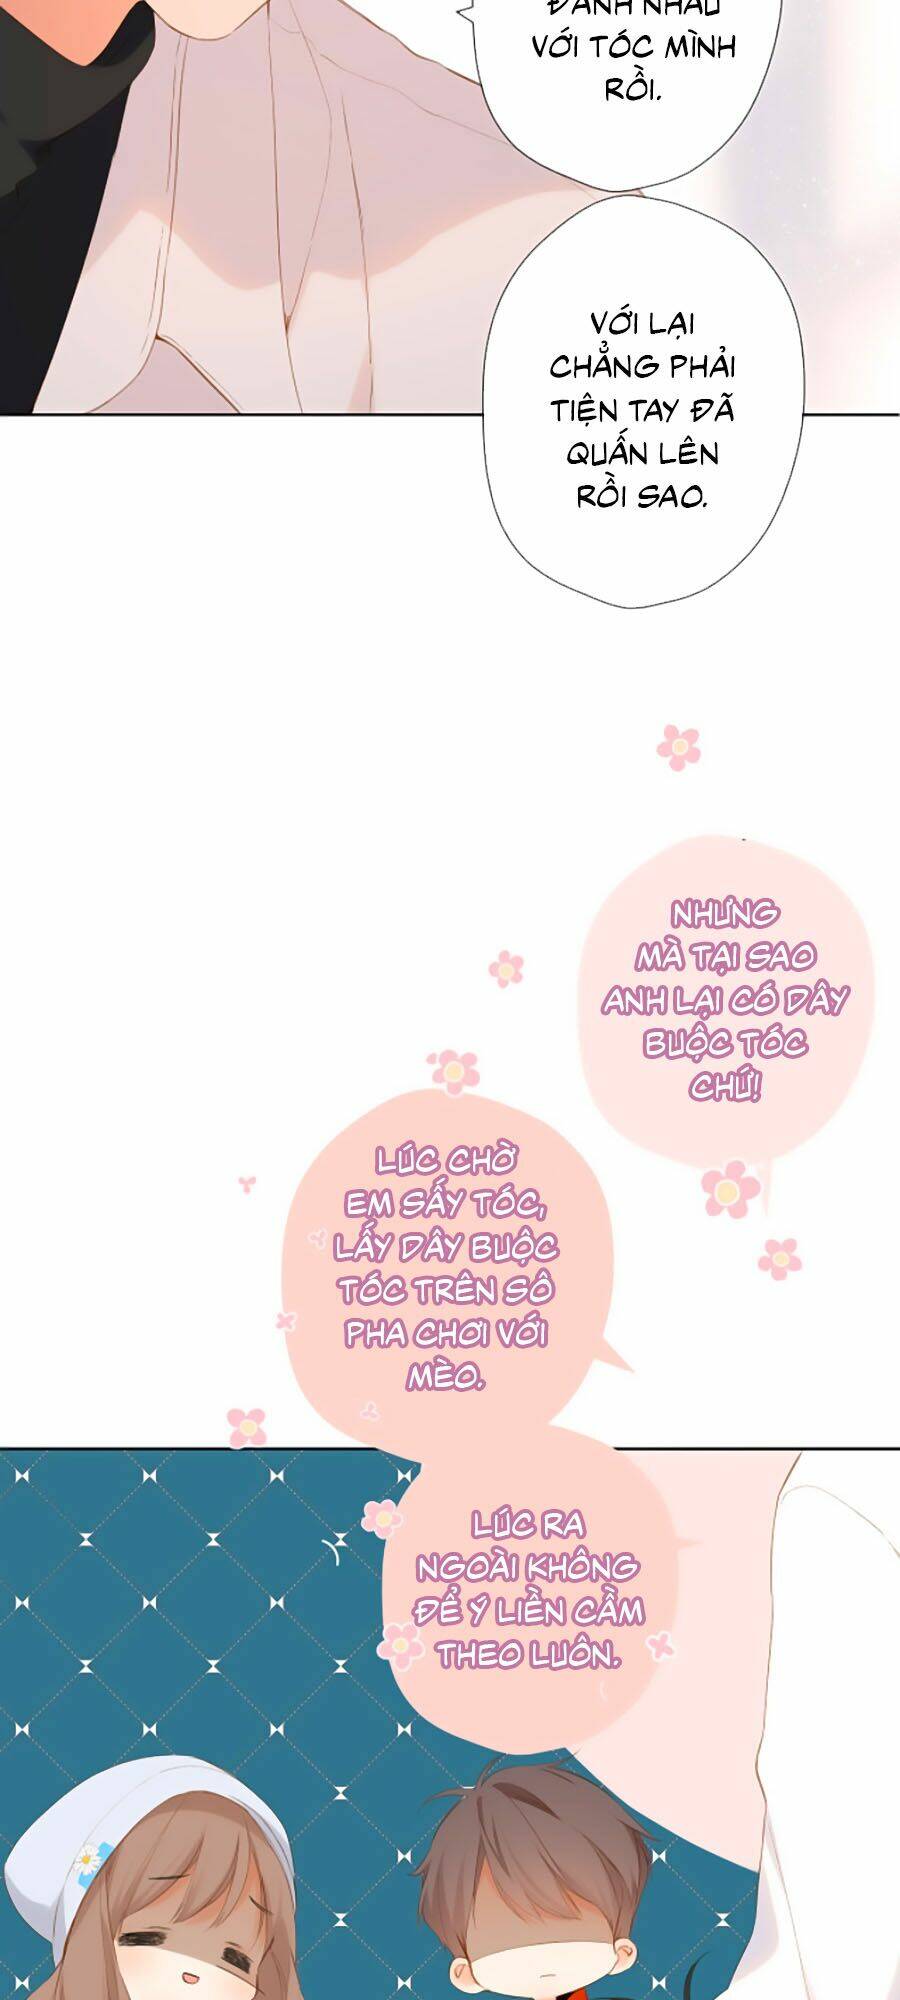 ĐÁNH NHAU
VỚI TÓC MÌNH
RỒI.
VỚI LẠI
CHẲNG PHẢI
TIỆN TAY ĐÃ
QUẤN LÊN
RỒI SAO.
NHƯNG
MÀ TẠI SAO
ANH LẠI CÓ DÂY
BUỘC TÓC
CHỨ!
LÚC CHỜ
EM SẤY TÓC,
LẤY DÂY BUỘC
TÓC TRÊN SÔ
PHA CHƠI VỚI
MÈO.
LÚC RA
NGOÀI KHÔNG
ĐỂ Ý LIỀN CẦM
THEO LUÔN.